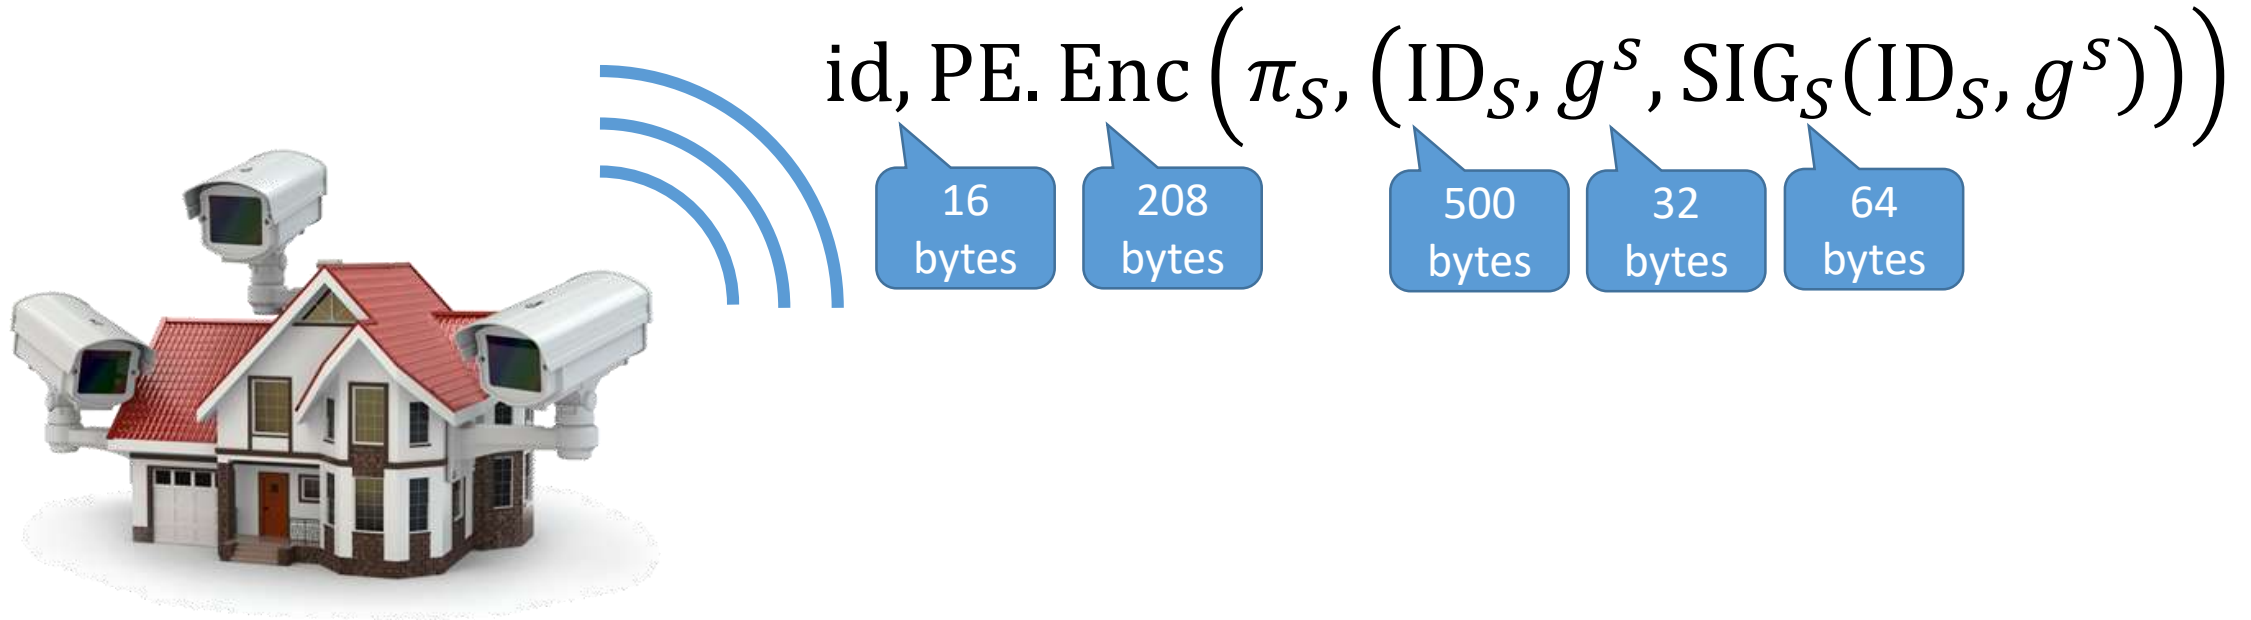 id, PE. Enc(π_S, (ID_S, g^s, SIG_S(ID_S, g^s)))
16 bytes
208 bytes
500 bytes
32 bytes
64 bytes